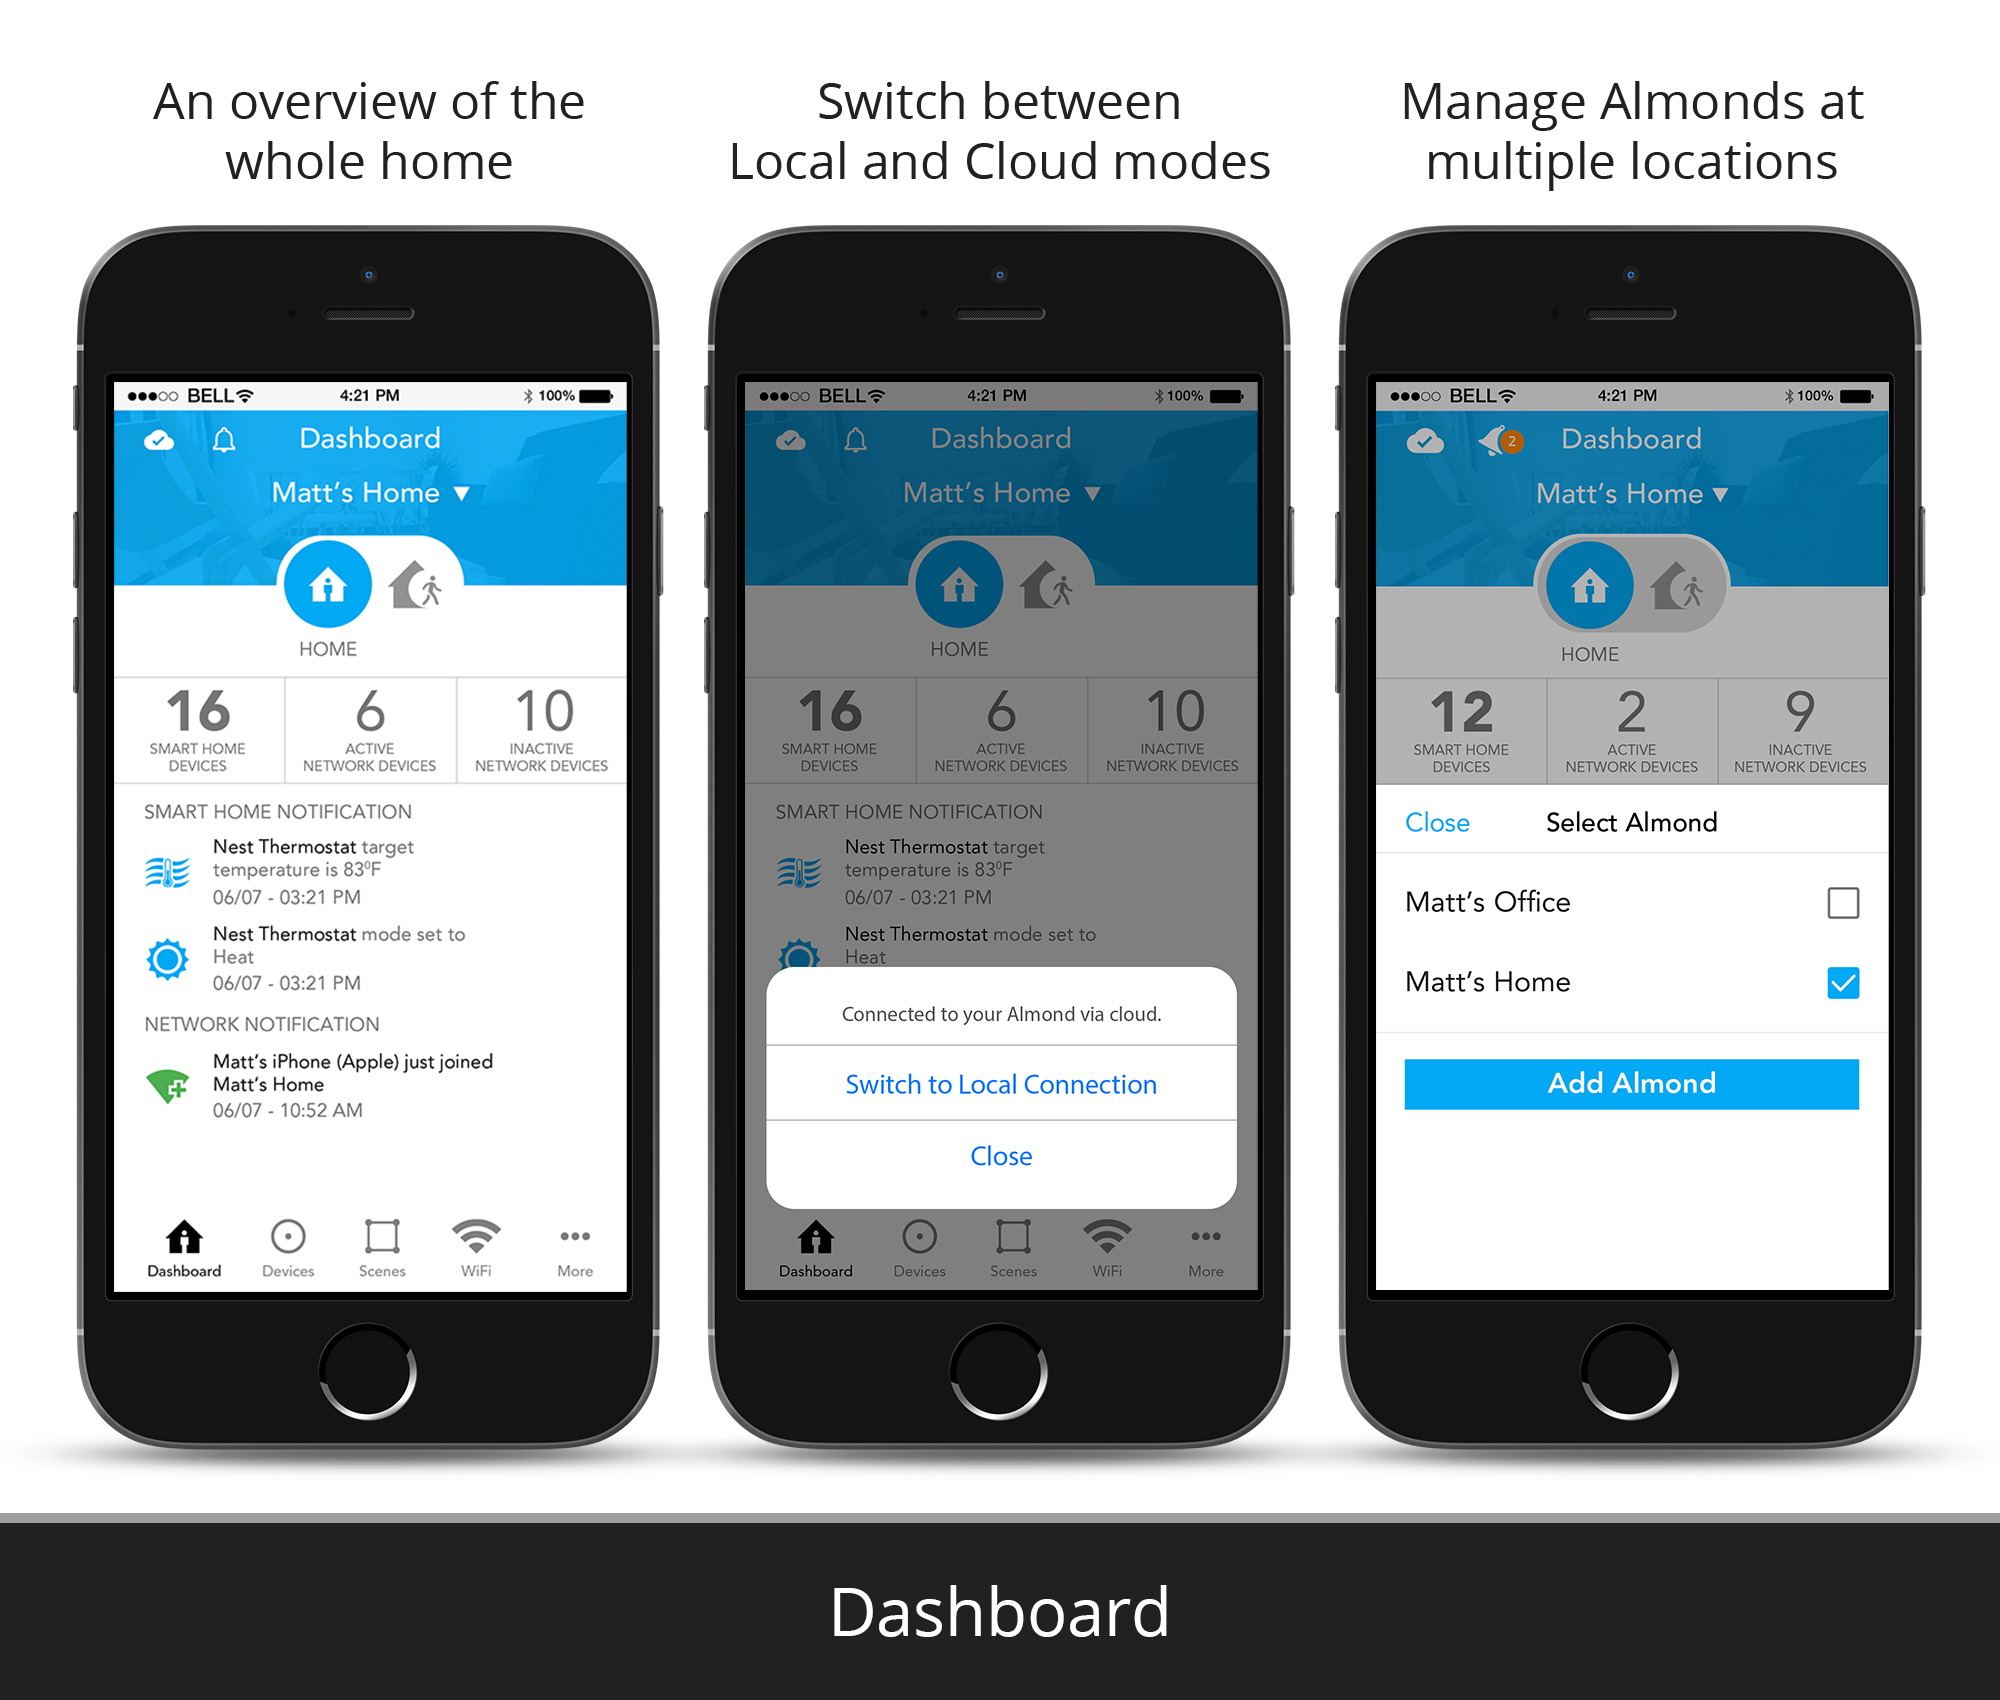 An overview of the
whole home
Switch between
Local and Cloud modes
Manage Almonds at
multiple locations
BELL 4:21 PM 100%
Dashboard
Matt's Home ▼
HOME
16 6 10
SMART HOME ACTIVE INACTIVE
DEVICES NETWORK DEVICES NETWORK DEVICES
SMART HOME NOTIFICATION
Nest Thermostat target
temperature is 83⁰F
06/07 - 03:21 PM
Nest Thermostat mode set to
Heat
06/07 - 03:21 PM
NETWORK NOTIFICATION
Matt's iPhone (Apple) just joined
Matt's Home
06/07 - 10:52 AM
Dashboard Devices Scenes WiFi More
BELL 4:21 PM 100%
Dashboard
Matt's Home ▼
HOME
16 6 10
SMART HOME ACTIVE INACTIVE
DEVICES NETWORK DEVICES NETWORK DEVICES
SMART HOME NOTIFICATION
Nest Thermostat target
temperature is 83⁰F
06/07 - 03:21 PM
Nest Thermostat mode set to
Heat
Connected to your Almond via cloud.
Switch to Local Connection
Close
Dashboard Devices Scenes WiFi More
BELL 4:21 PM 100%
2 Dashboard
Matt's Home ▼
HOME
12 2 9
SMART HOME ACTIVE INACTIVE
DEVICES NETWORK DEVICES NETWORK DEVICES
Close Select Almond
Matt's Office
Matt's Home
Add Almond
Dashboard